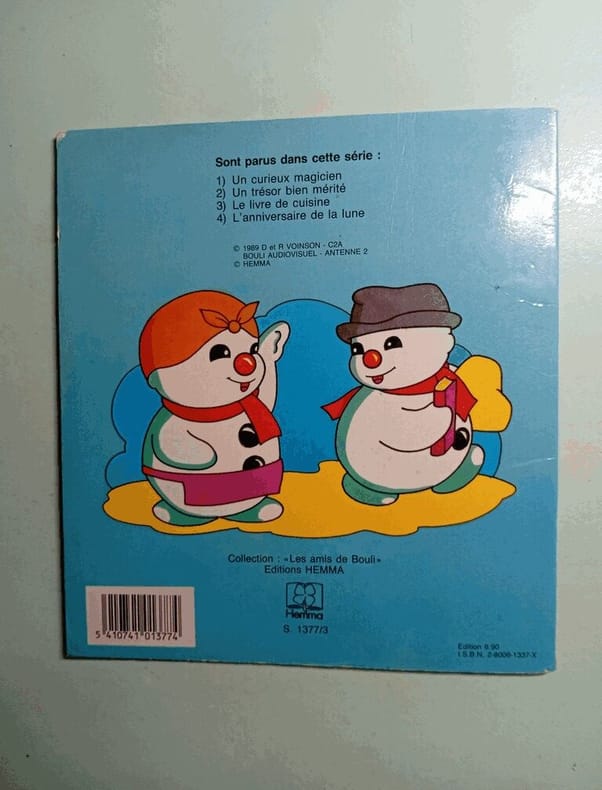 Sont parus dans cette série :
1) Un curieux magicien
2) Un trésor bien mérité
3) Le livre de cuisine
4) L'anniversaire de la lune
© 1989 D et R VOINSON - C2A
BOULI AUDIOVISUEL - ANTENNE 2
© HEMMA
Collection : «Les amis de Bouli»
Editions HEMMA
Hemma
S. 1377/3
5 410741 013774
Edition 6.90
I.S.B.N. 2-8006-1337-X